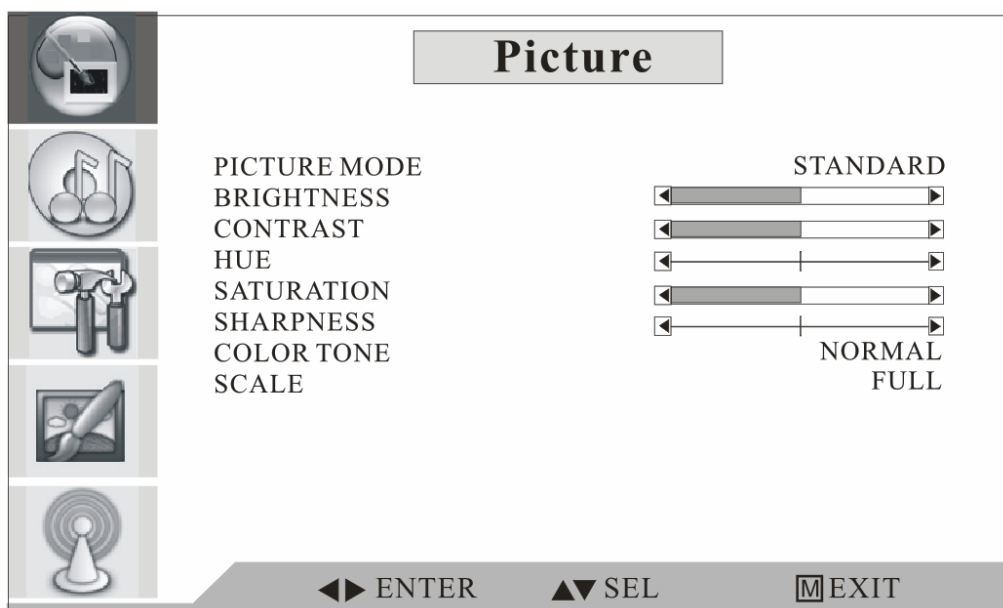 Picture
PICTURE MODE STANDARD
BRIGHTNESS
CONTRAST
HUE
SATURATION
SHARPNESS
COLOR TONE NORMAL
SCALE FULL
◀▶ ENTER ▲▼ SEL M EXIT